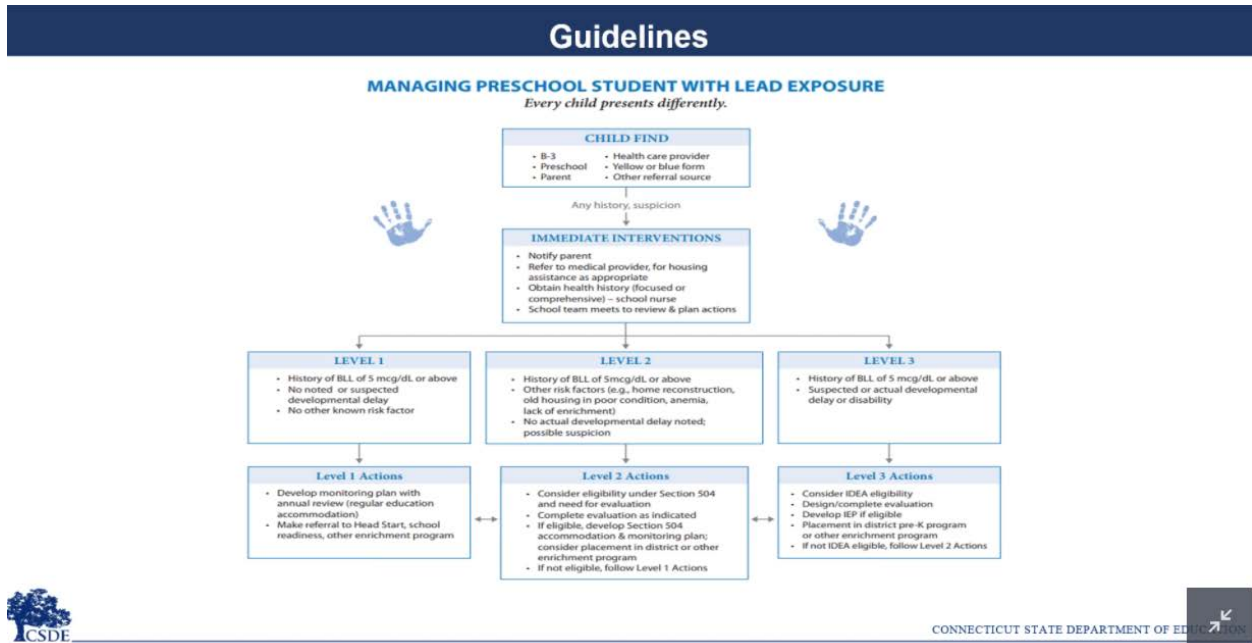 Guidelines
MANAGING PRESCHOOL STUDENT WITH LEAD EXPOSURE
Every child presents differently.
CHILD FIND
• B-3
• Preschool
• Parent
• Health care provider
• Yellow or blue form
• Other referral source
Any history, suspicion
IMMEDIATE INTERVENTIONS
• Notify parent
• Refer to medical provider, for housing
assistance as appropriate
• Obtain health history (focused or
comprehensive) – school nurse
• School team meets to review & plan actions
LEVEL 1
• History of BLL of 5 mcg/dL or above
• No noted or suspected
developmental delay
• No other known risk factor
LEVEL 2
• History of BLL of 5mcg/dL or above
• Other risk factors (e.g., home reconstruction,
old housing in poor condition, anemia,
lack of enrichment)
• No actual developmental delay noted;
possible suspicion
LEVEL 3
• History of BLL of 5 mcg/dL or above
• Suspected or actual developmental
delay or disability
Level 1 Actions
• Develop monitoring plan with
annual review (regular education
accommodation)
• Make referral to Head Start, school
readiness, other enrichment program
Level 2 Actions
• Consider eligibility under Section 504
and need for evaluation
• Complete evaluation as indicated
• If eligible, develop Section 504
accommodation & monitoring plan;
consider placement in district or other
enrichment program
• If not eligible, follow Level 1 Actions
Level 3 Actions
• Consider IDEA eligibility
• Design/complete evaluation
• Develop IEP if eligible
• Placement in district pre-K program
or other enrichment program
• If not IDEA eligible, follow Level 2 Actions
CSDE
CONNECTICUT STATE DEPARTMENT OF EDUCATION